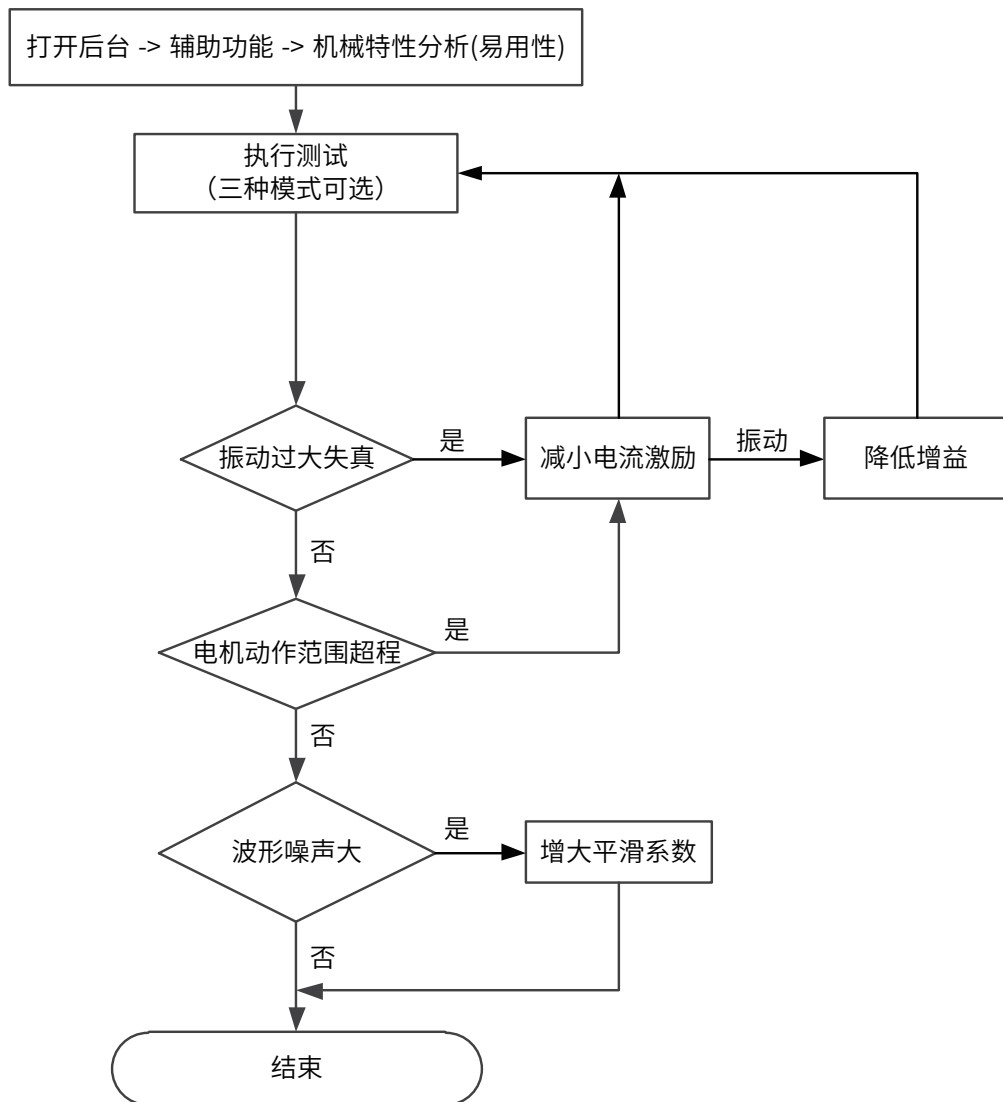 打开后台 -> 辅助功能 -> 机械特性分析(易用性)
执行测试
（三种模式可选）
振动过大失真
是
减小电流激励
振动
降低增益
否
电机动作范围超程
是
否
波形噪声大
是
增大平滑系数
否
结束